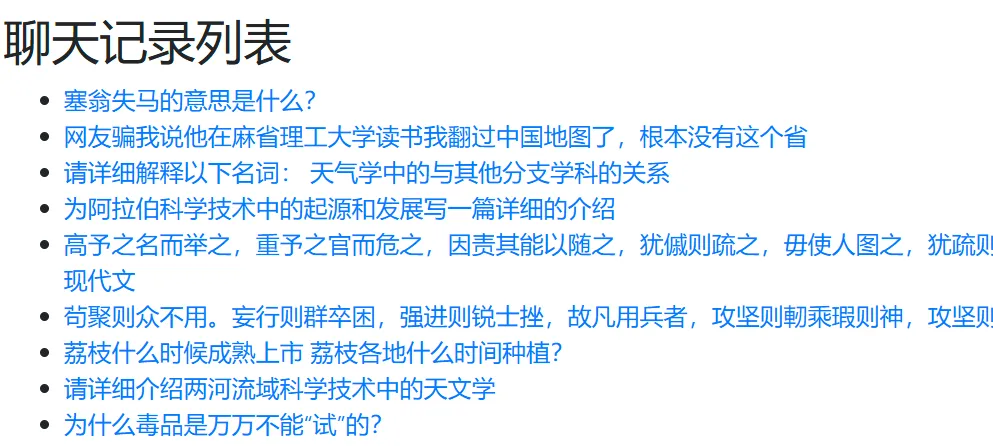 聊天记录列表
塞翁失马的意思是什么？
网友骗我说他在麻省理工大学读书我翻过中国地图了，根本没有这个省
请详细解释以下名词： 天气学中的与其他分支学科的关系
为阿拉伯科学技术中的起源和发展写一篇详细的介绍
高予之名而举之，重予之官而危之，因责其能以随之，犹傶则疏之，毋使人图之，犹疏则
现代文
苟聚则众不用。妄行则群卒困，强进则锐士挫，故凡用兵者，攻坚则軔乘瑕则神，攻坚则
荔枝什么时候成熟上市 荔枝各地什么时间种植？
请详细介绍两河流域科学技术中的天文学
为什么毒品是万万不能“试”的？